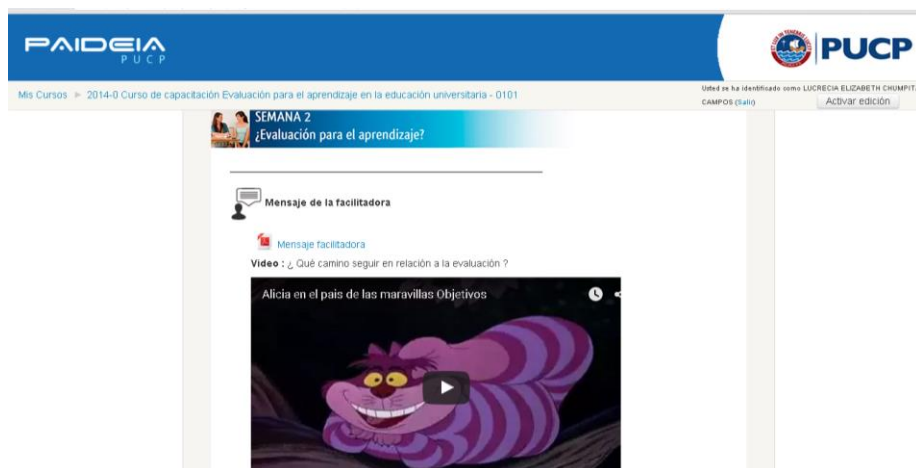 PAIDEIA
PUCP
PUCP
Mis Cursos ► 2014-0 Curso de capacitación Evaluación para el aprendizaje en la educación universitaria - 0101
Usted se ha identificado como LUCRECIA ELIZABETH CHUMPIT
CAMPOS (Salir)
Activar edición
SEMANA 2
¿Evaluación para el aprendizaje?
Mensaje de la facilitadora
Mensaje facilitadora
Video : ¿ Qué camino seguir en relación a la evaluación ?
Alicia en el pais de las maravillas Objetivos